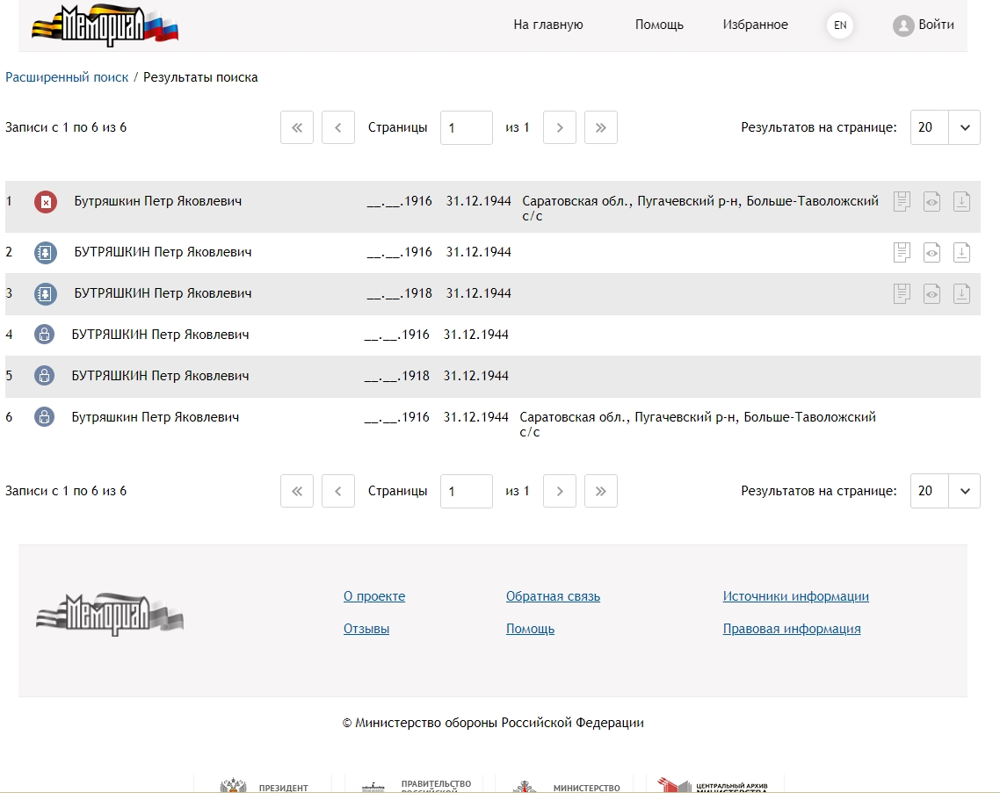 Мемориал
На главную Помощь Избранное EN Войти
Расширенный поиск / Результаты поиска
Записи с 1 по 6 из 6 « ‹ Страницы 1 из 1 › » Результатов на странице: 20
1 Бутряшкин Петр Яковлевич __.__.1916 31.12.1944 Саратовская обл., Пугачевский р-н, Больше-Таволожский
с/с
2 БУТРЯШКИН Петр Яковлевич __.__.1916 31.12.1944
3 БУТРЯШКИН Петр Яковлевич __.__.1918 31.12.1944
4 БУТРЯШКИН Петр Яковлевич __.__.1916 31.12.1944
5 БУТРЯШКИН Петр Яковлевич __.__.1918 31.12.1944
6 Бутряшкин Петр Яковлевич __.__.1916 31.12.1944 Саратовская обл., Пугачевский р-н, Больше-Таволожский
с/с
Записи с 1 по 6 из 6 « ‹ Страницы 1 из 1 › » Результатов на странице: 20
Мемориал
О проекте Обратная связь Источники информации
Отзывы Помощь Правовая информация
© Министерство обороны Российской Федерации
ПРЕЗИДЕНТ ПРАВИТЕЛЬСТВО МИНИСТЕРСТВО ЦЕНТРАЛЬНЫЙ АРХИВ
РОССИЙСКОЙ МИНИСТЕРСТВА